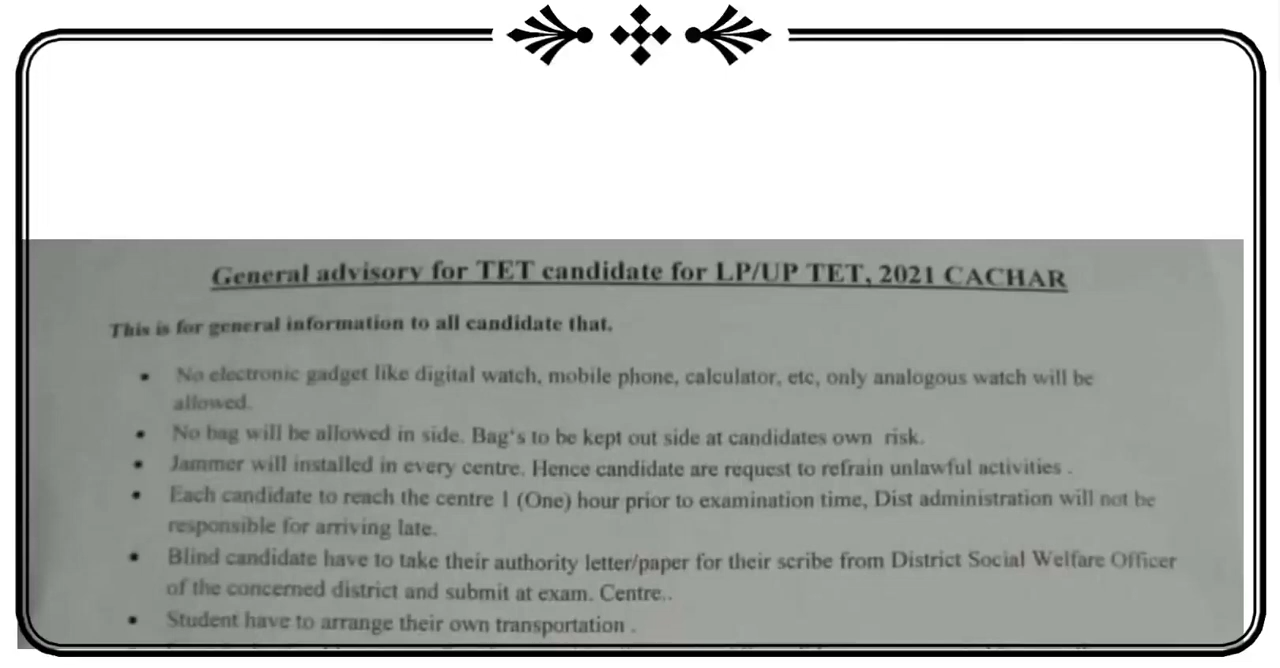 General advisory for TET candidate for LP/UP TET, 2021 CACHAR
This is for general information to all candidate that.
• No electronic gadget like digital watch, mobile phone, calculator, etc, only analogous watch will be
allowed.
• No bag will be allowed in side. Bag's to be kept out side at candidates own risk.
• Jammer will installed in every centre. Hence candidate are request to refrain unlawful activities .
• Each candidate to reach the centre 1 (One) hour prior to examination time, Dist administration will not be
responsible for arriving late.
• Blind candidate have to take their authority letter/paper for their scribe from District Social Welfare Officer
of the concerned district and submit at exam. Centre..
• Student have to arrange their own transportation .